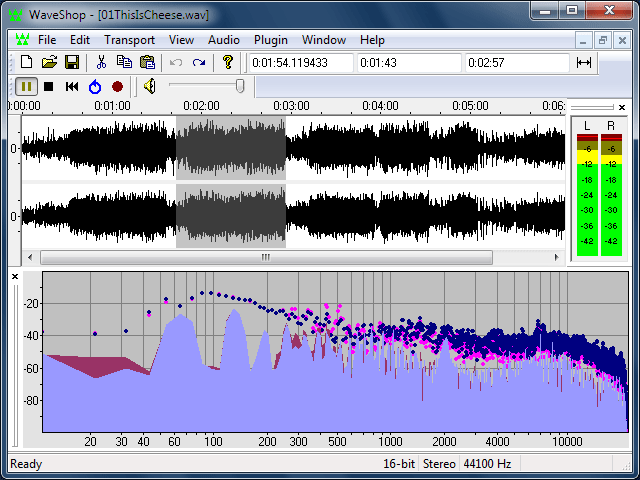 WaveShop - [01ThisIsCheese.wav]
File Edit Transport View Audio Plugin Window Help
0:01:54.119433 0:01:43 0:02:57
0:00:00 0:01:00 0:02:00 0:03:00 0:04:00 0:05:00 0:06:
L R
0
0
-6 -6
-12 -12
-18 -18
-24 -24
-30 -30
-36 -36
-42 -42
-20
-40
-60
-80
20 30 40 60 100 200 300 500 1000 2000 4000 10000
Ready 16-bit Stereo 44100 Hz